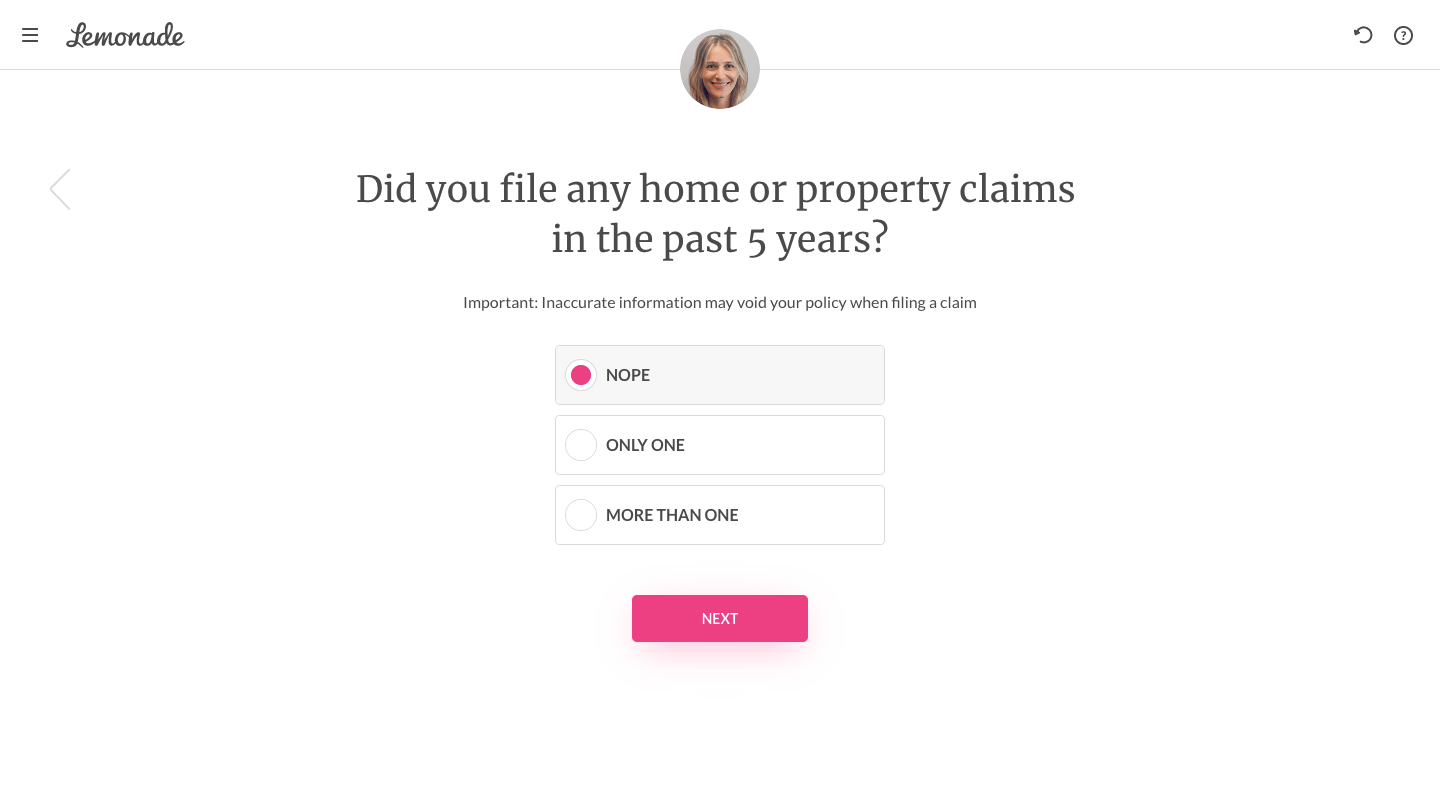 Lemonade
?
Did you file any home or property claims
in the past 5 years?
Important: Inaccurate information may void your policy when filing a claim
NOPE
ONLY ONE
MORE THAN ONE
NEXT